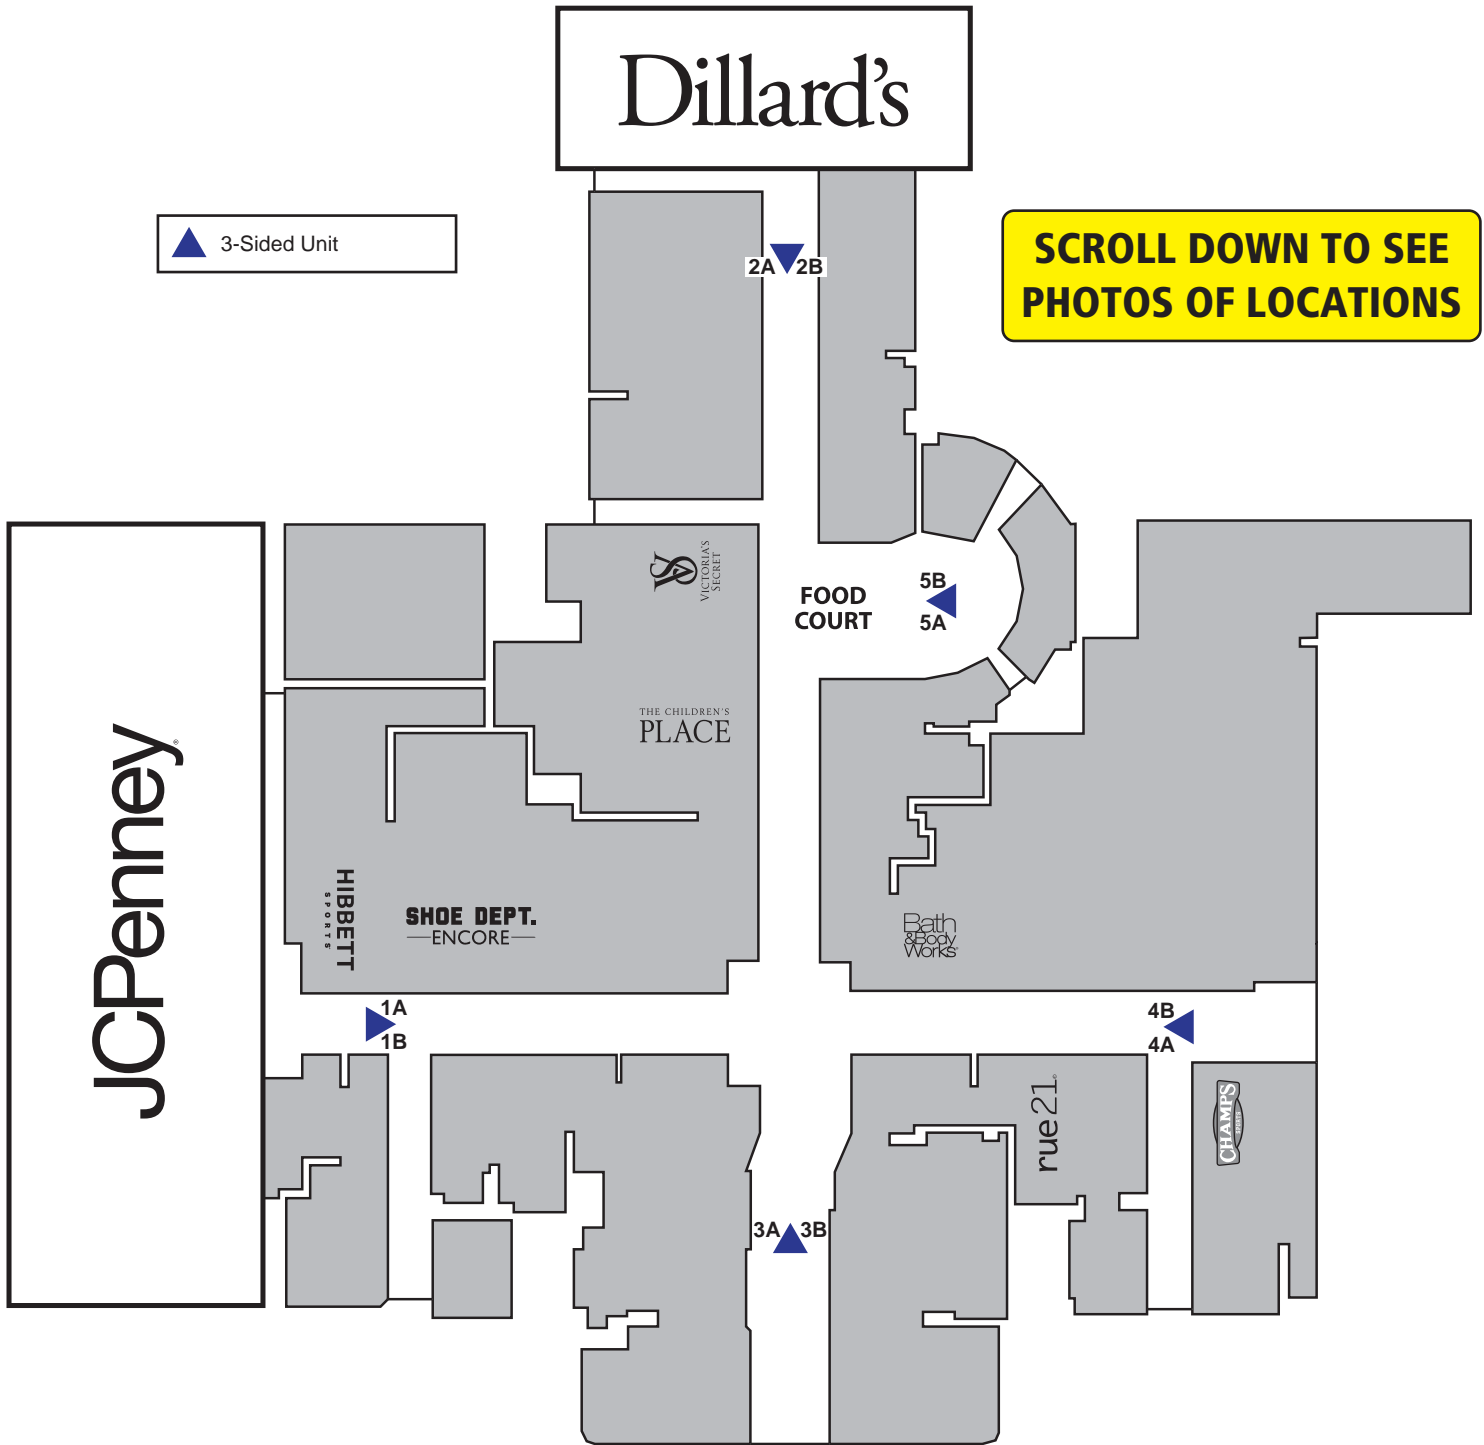 Dillard's
3-Sided Unit
SCROLL DOWN TO SEE
PHOTOS OF LOCATIONS
2A 2B
VS
VICTORIA'S
SECRET
FOOD
COURT
5B
5A
THE CHILDREN'S
PLACE
JCPenney®
HIBBETT
SPORTS
SHOE DEPT.
ENCORE
Bath
&Body
Works
1A
1B
4B
4A
rue21
CHAMPS
3A 3B